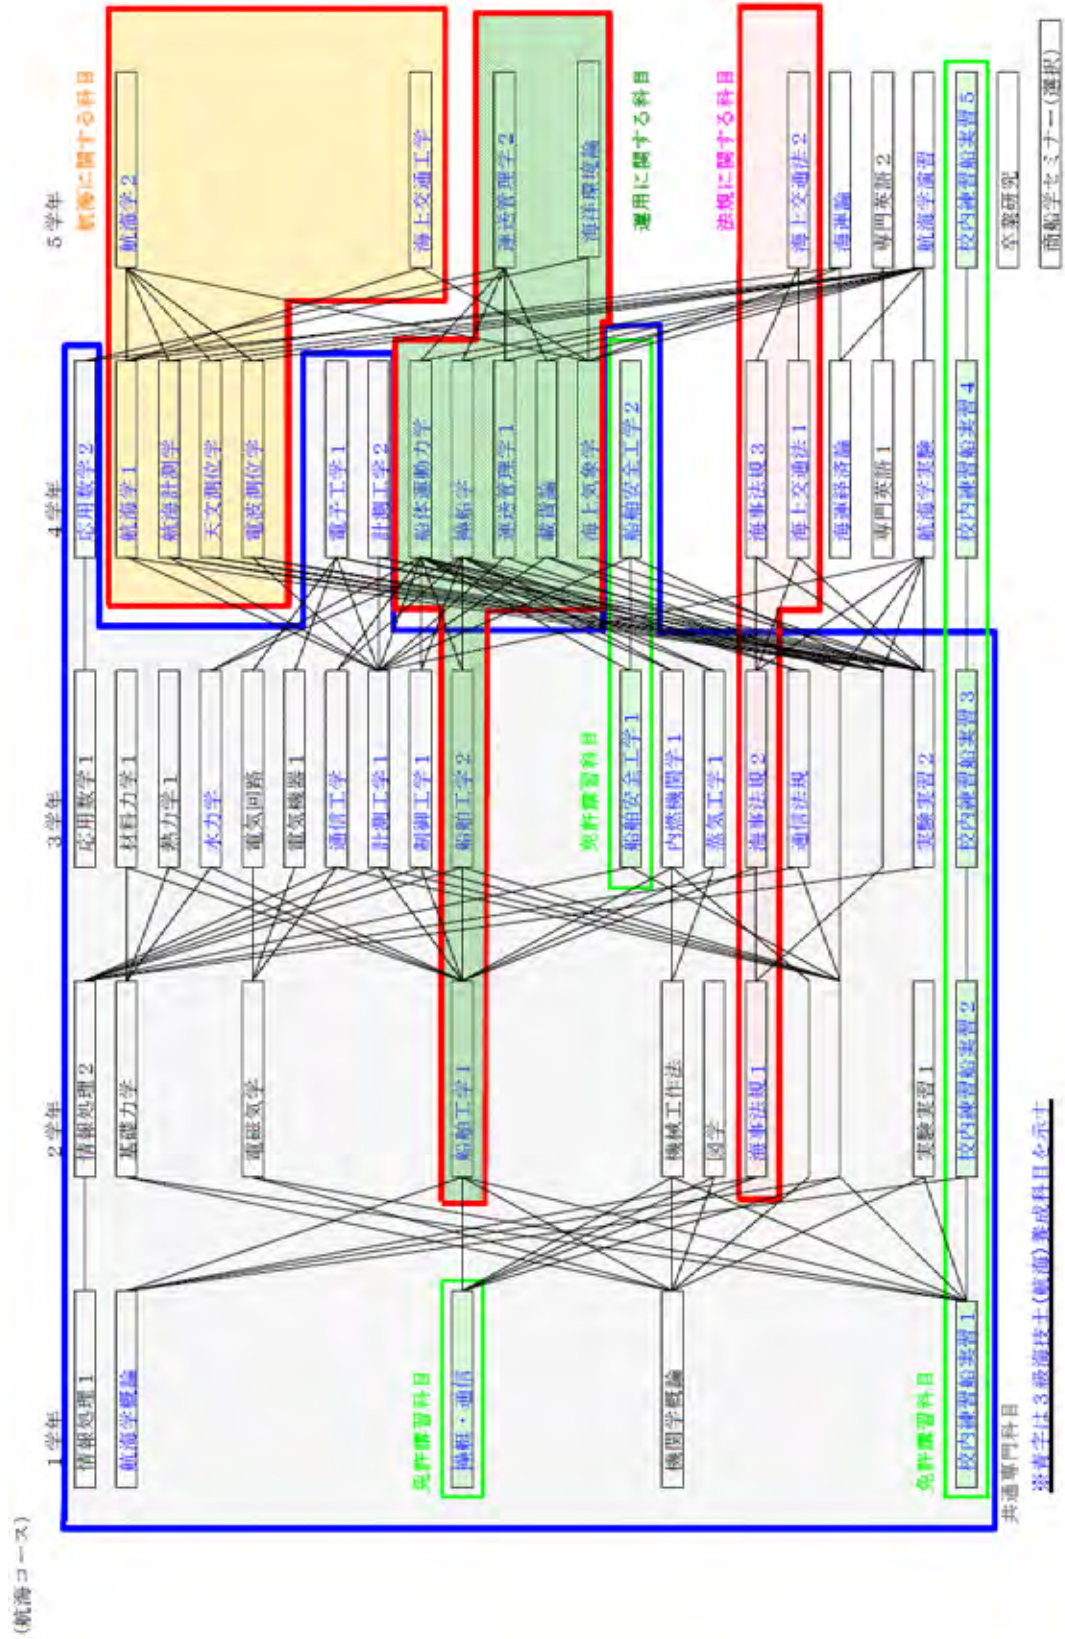 (航海コース)
1学年
2学年
3学年
4学年
5学年
情報処理1
情報処理2
応用数学1
応用数学2
航海に関する科目
航海学概論
基礎力学
材料力学1
航海学1
航海学2
熱力学1
航海計測学
水力学
天文測位学
電磁気学
電気回路
電波測位学
電気機器1
通信工学
電子工学1
計測工学1
計測工学2
免許講習科目
制御工学1
船体運動力学
海上交通工学
操艇・通信
船舶工学1
船舶工学2
操船学
運送管理学1
運送管理学2
載貨論
免許講習科目
海上気象学
海洋環境論
船舶安全工学1
船舶安全工学2
運用に関する科目
機関学概論
機械工作法
内燃機関学1
図学
蒸気工学1
法規に関する科目
海事法規1
海事法規2
海事法規3
通信法規
海上交通法1
海上交通法2
海運経済論
海運論
専門英語1
専門英語2
免許講習科目
実験実習1
実験実習2
航海学実験
航海学演習
校内練習船実習1
校内練習船実習2
校内練習船実習3
校内練習船実習4
校内練習船実習5
共通専門科目
卒業研究
※青字は3級海技士(航海)養成科目を示す
商船学セミナー(選択)